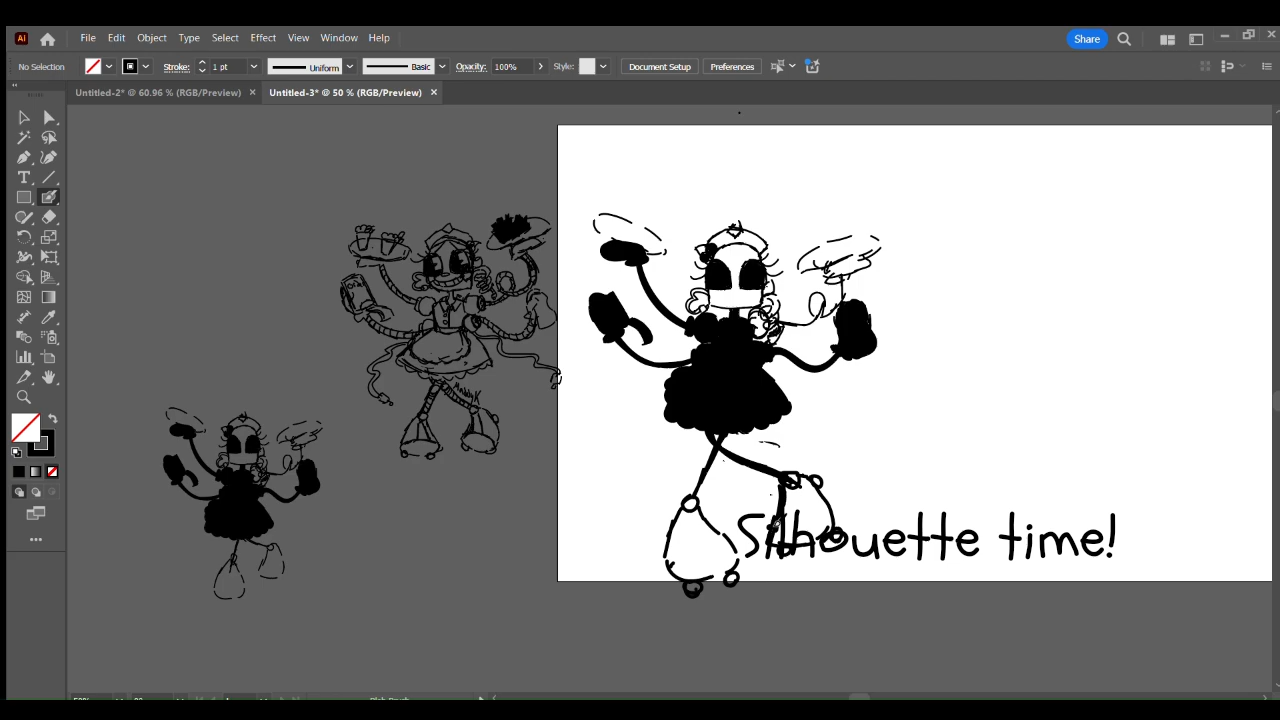 Ai File Edit Object Type Select Effect View Window Help Share
No Selection Stroke: 1 pt Uniform Basic Opacity: 100% Style: Document Setup Preferences
Untitled-2* @ 60.96 % (RGB/Preview) × Untitled-3* @ 50 % (RGB/Preview) ×
Silhouette time!